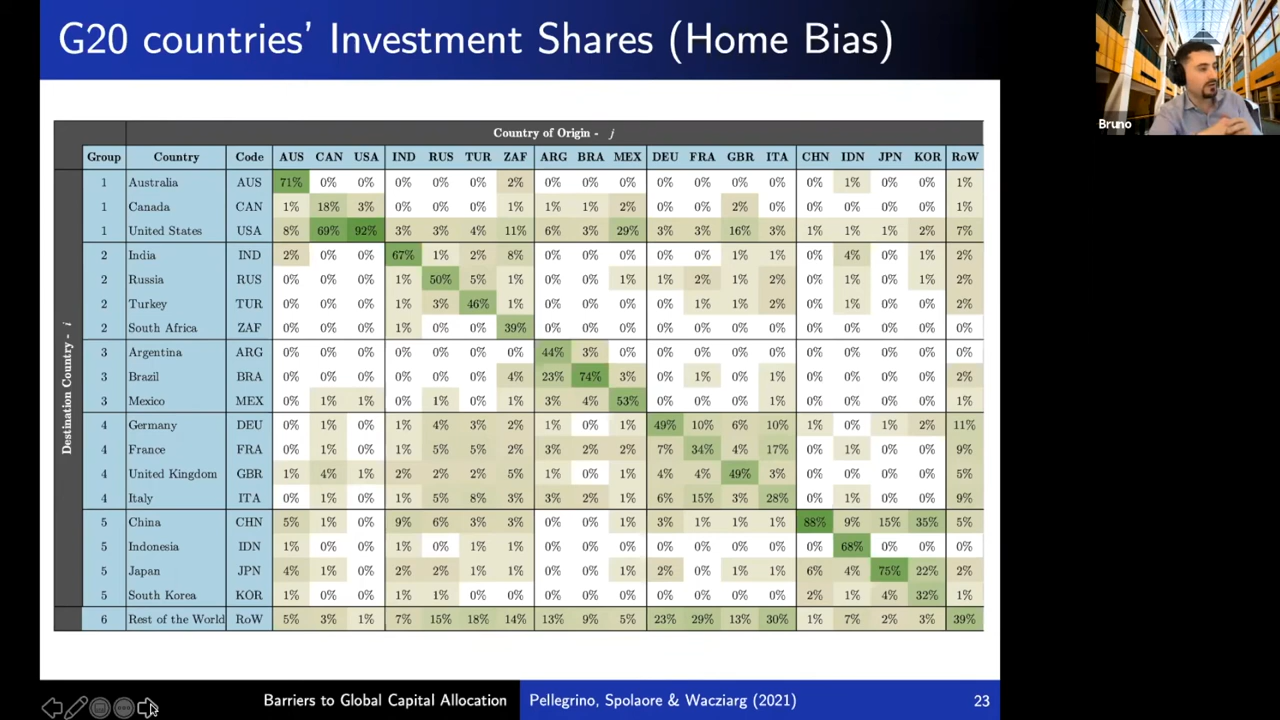 G20 countries' Investment Shares (Home Bias)
Bruno
Country of Origin - j
Group Country Code AUS CAN USA IND RUS TUR ZAF ARG BRA MEX DEU FRA GBR ITA CHN IDN JPN KOR RoW
1 Australia AUS 71% 0% 0% 0% 0% 0% 2% 0% 0% 0% 0% 0% 0% 0% 0% 1% 0% 0% 1%
1 Canada CAN 1% 18% 3% 0% 0% 0% 1% 1% 1% 2% 0% 0% 2% 0% 0% 0% 0% 0% 1%
1 United States USA 8% 69% 92% 3% 3% 4% 11% 6% 3% 29% 3% 3% 16% 3% 1% 1% 1% 2% 7%
2 India IND 2% 0% 0% 67% 1% 2% 8% 0% 0% 0% 0% 0% 1% 1% 0% 4% 0% 1% 2%
2 Russia RUS 0% 0% 0% 1% 50% 5% 1% 0% 0% 1% 1% 2% 1% 2% 0% 1% 0% 1% 2%
2 Turkey TUR 0% 0% 0% 1% 3% 46% 1% 0% 0% 0% 0% 1% 1% 2% 0% 1% 0% 0% 2%
2 South Africa ZAF 0% 0% 0% 1% 0% 0% 39% 0% 0% 0% 0% 0% 0% 0% 0% 0% 0% 0% 0%
3 Argentina ARG 0% 0% 0% 0% 0% 0% 0% 44% 3% 0% 0% 0% 0% 0% 0% 0% 0% 0% 0%
3 Brazil BRA 0% 0% 0% 0% 0% 0% 4% 23% 74% 3% 0% 1% 0% 1% 0% 0% 0% 0% 2%
3 Mexico MEX 0% 1% 1% 0% 1% 0% 1% 3% 4% 53% 0% 0% 0% 1% 0% 0% 0% 0% 1%
Destination Country - i
4 Germany DEU 0% 1% 0% 1% 4% 3% 2% 1% 0% 1% 49% 10% 6% 10% 1% 0% 1% 2% 11%
4 France FRA 0% 1% 0% 1% 5% 5% 2% 3% 2% 2% 7% 34% 4% 17% 0% 1% 0% 0% 9%
4 United Kingdom GBR 1% 4% 1% 2% 2% 2% 5% 1% 0% 1% 4% 4% 49% 3% 0% 0% 0% 0% 5%
4 Italy ITA 0% 1% 0% 1% 5% 8% 3% 3% 2% 1% 6% 15% 3% 28% 0% 1% 0% 0% 9%
5 China CHN 5% 1% 0% 9% 6% 3% 3% 0% 0% 1% 3% 1% 1% 1% 88% 9% 15% 35% 5%
5 Indonesia IDN 1% 0% 0% 1% 0% 1% 1% 0% 0% 0% 0% 0% 0% 0% 0% 68% 0% 0% 0%
5 Japan JPN 4% 1% 0% 2% 2% 1% 1% 0% 0% 1% 2% 0% 1% 1% 6% 4% 75% 22% 2%
5 South Korea KOR 1% 0% 0% 1% 1% 0% 0% 0% 0% 0% 0% 0% 0% 0% 2% 1% 4% 32% 1%
6 Rest of the World RoW 5% 3% 1% 7% 15% 18% 14% 13% 9% 5% 23% 29% 13% 30% 1% 7% 2% 3% 39%
Barriers to Global Capital Allocation
Pellegrino, Spolaore & Wacziarg (2021)
23